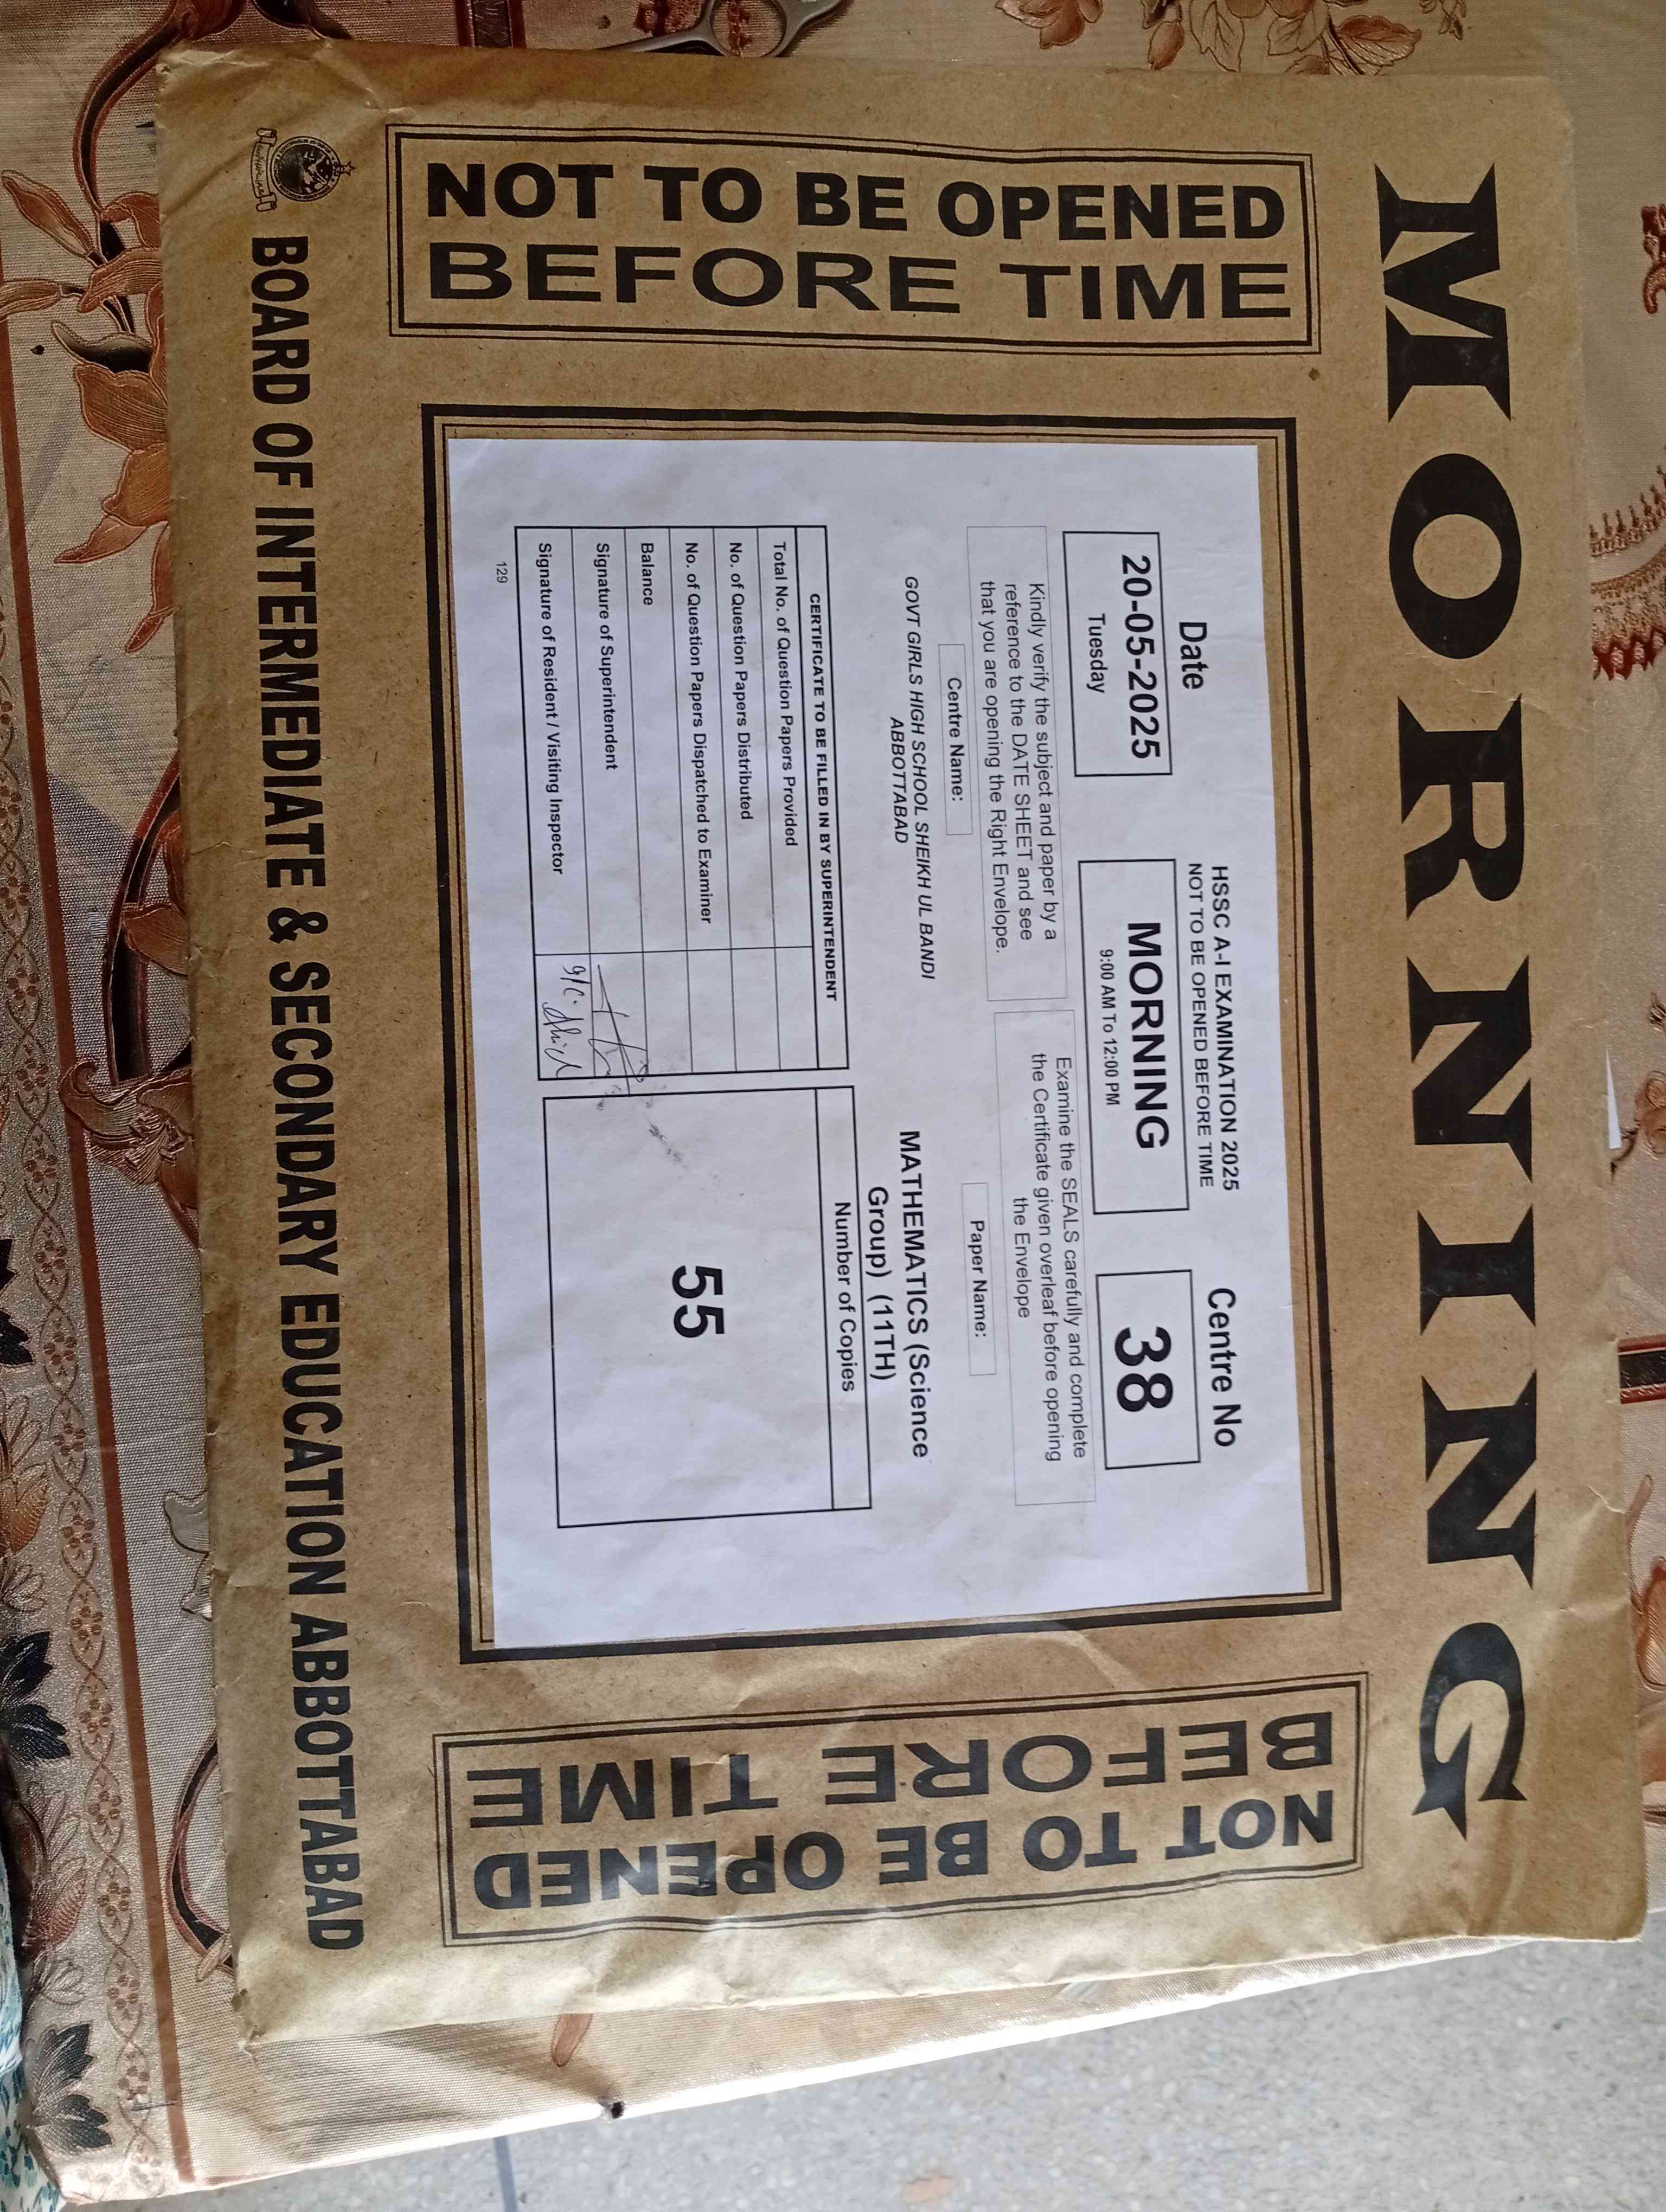 MORNING
NOT TO BE OPENED
BEFORE TIME
Date
20-05-2025
Tuesday
HSSC A-I EXAMINATION 2025
NOT TO BE OPENED BEFORE TIME
MORNING
9:00 AM To 12:00 PM
Centre No
38
Kindly verify the subject and paper by a
reference to the DATE SHEET and see
that you are opening the Right Envelope.
Examine the SEALS carefully and complete
the Certificate given overleaf before opening
the Envelope
Centre Name:
GOVT GIRLS HIGH SCHOOL SHEIKH UL BANDI
ABBOTTABAD
Paper Name:
MATHEMATICS (Science
Group) (11TH)
CERTIFICATE TO BE FILLED IN BY SUPERINTENDENT
Total No. of Question Papers Provided
No. of Question Papers Distributed
No. of Question Papers Dispatched to Examiner
Balance
Signature of Superintendent
Signature of Resident / Visiting Inspector
Number of Copies
55
129
NOT TO BE OPENED
BEFORE TIME
BOARD OF INTERMEDIATE & SECONDARY EDUCATION ABBOTTABAD